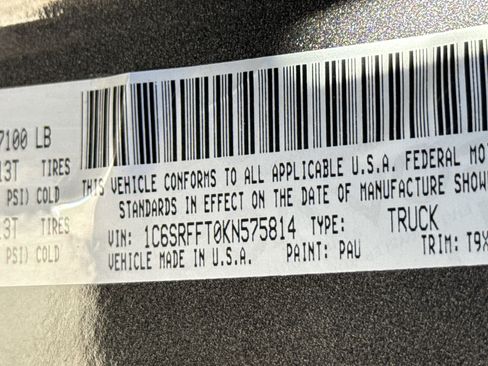 7100 LB
13T TIRES
PSI) COLD
13T TIRES
PSI) COLD
THIS VEHICLE CONFORMS TO ALL APPLICABLE U.S.A. FEDERAL MO
STANDARDS IN EFFECT ON THE DATE OF MANUFACTURE SHOW
VIN: 1C6SRFFT0KN575814 TYPE: TRUCK
VEHICLE MADE IN U.S.A. PAINT: PAU TRIM: T9X